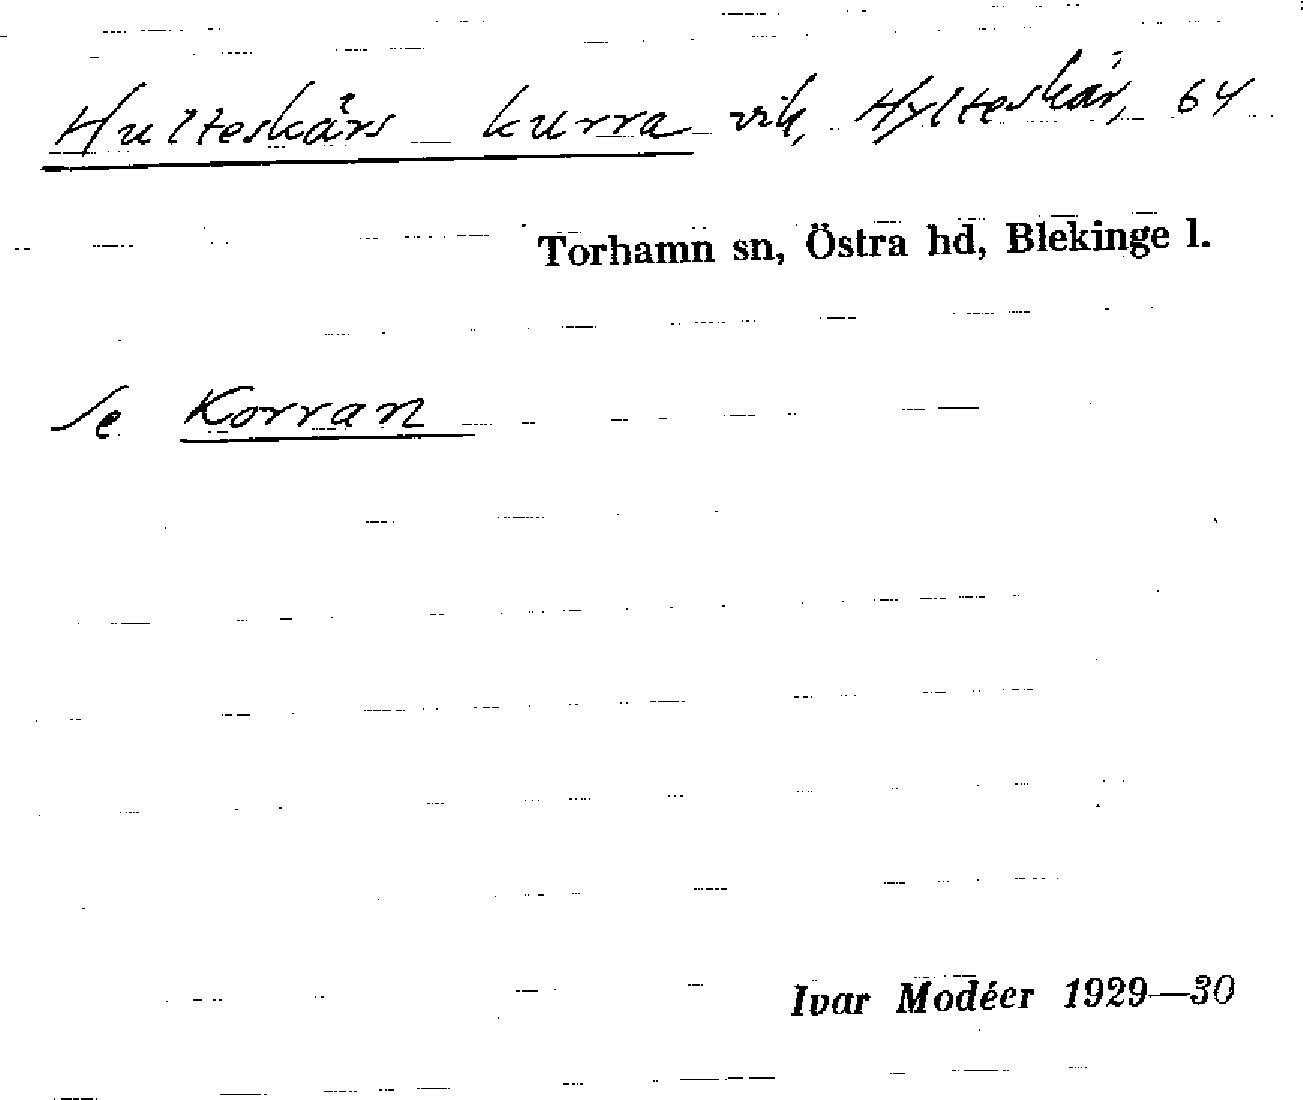 Hulteskärs kurra vik, Hylteskär, 64
Torhamn sn, Östra hd, Blekinge l.
Se Korran
Ivar Modéer 1929—30